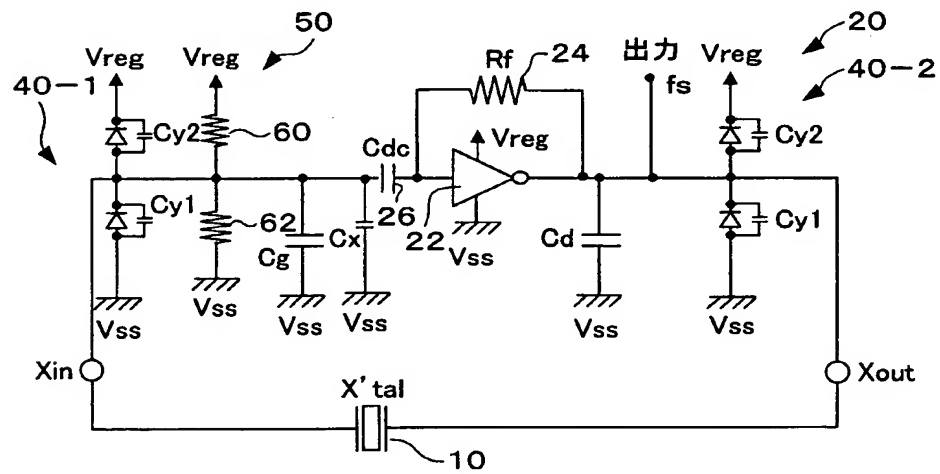 50
20
40-1
Vreg
Vreg
Rf
24
出力
fs
Vreg
40-2
Cy2
60
Cdc
Vreg
Cy2
Cy1
62
Cg
Cx
26
22
Vss
Cd
Cy1
Vss
Vss
Vss
Vss
Vss
Vss
Xin
X'tal
Xout
10